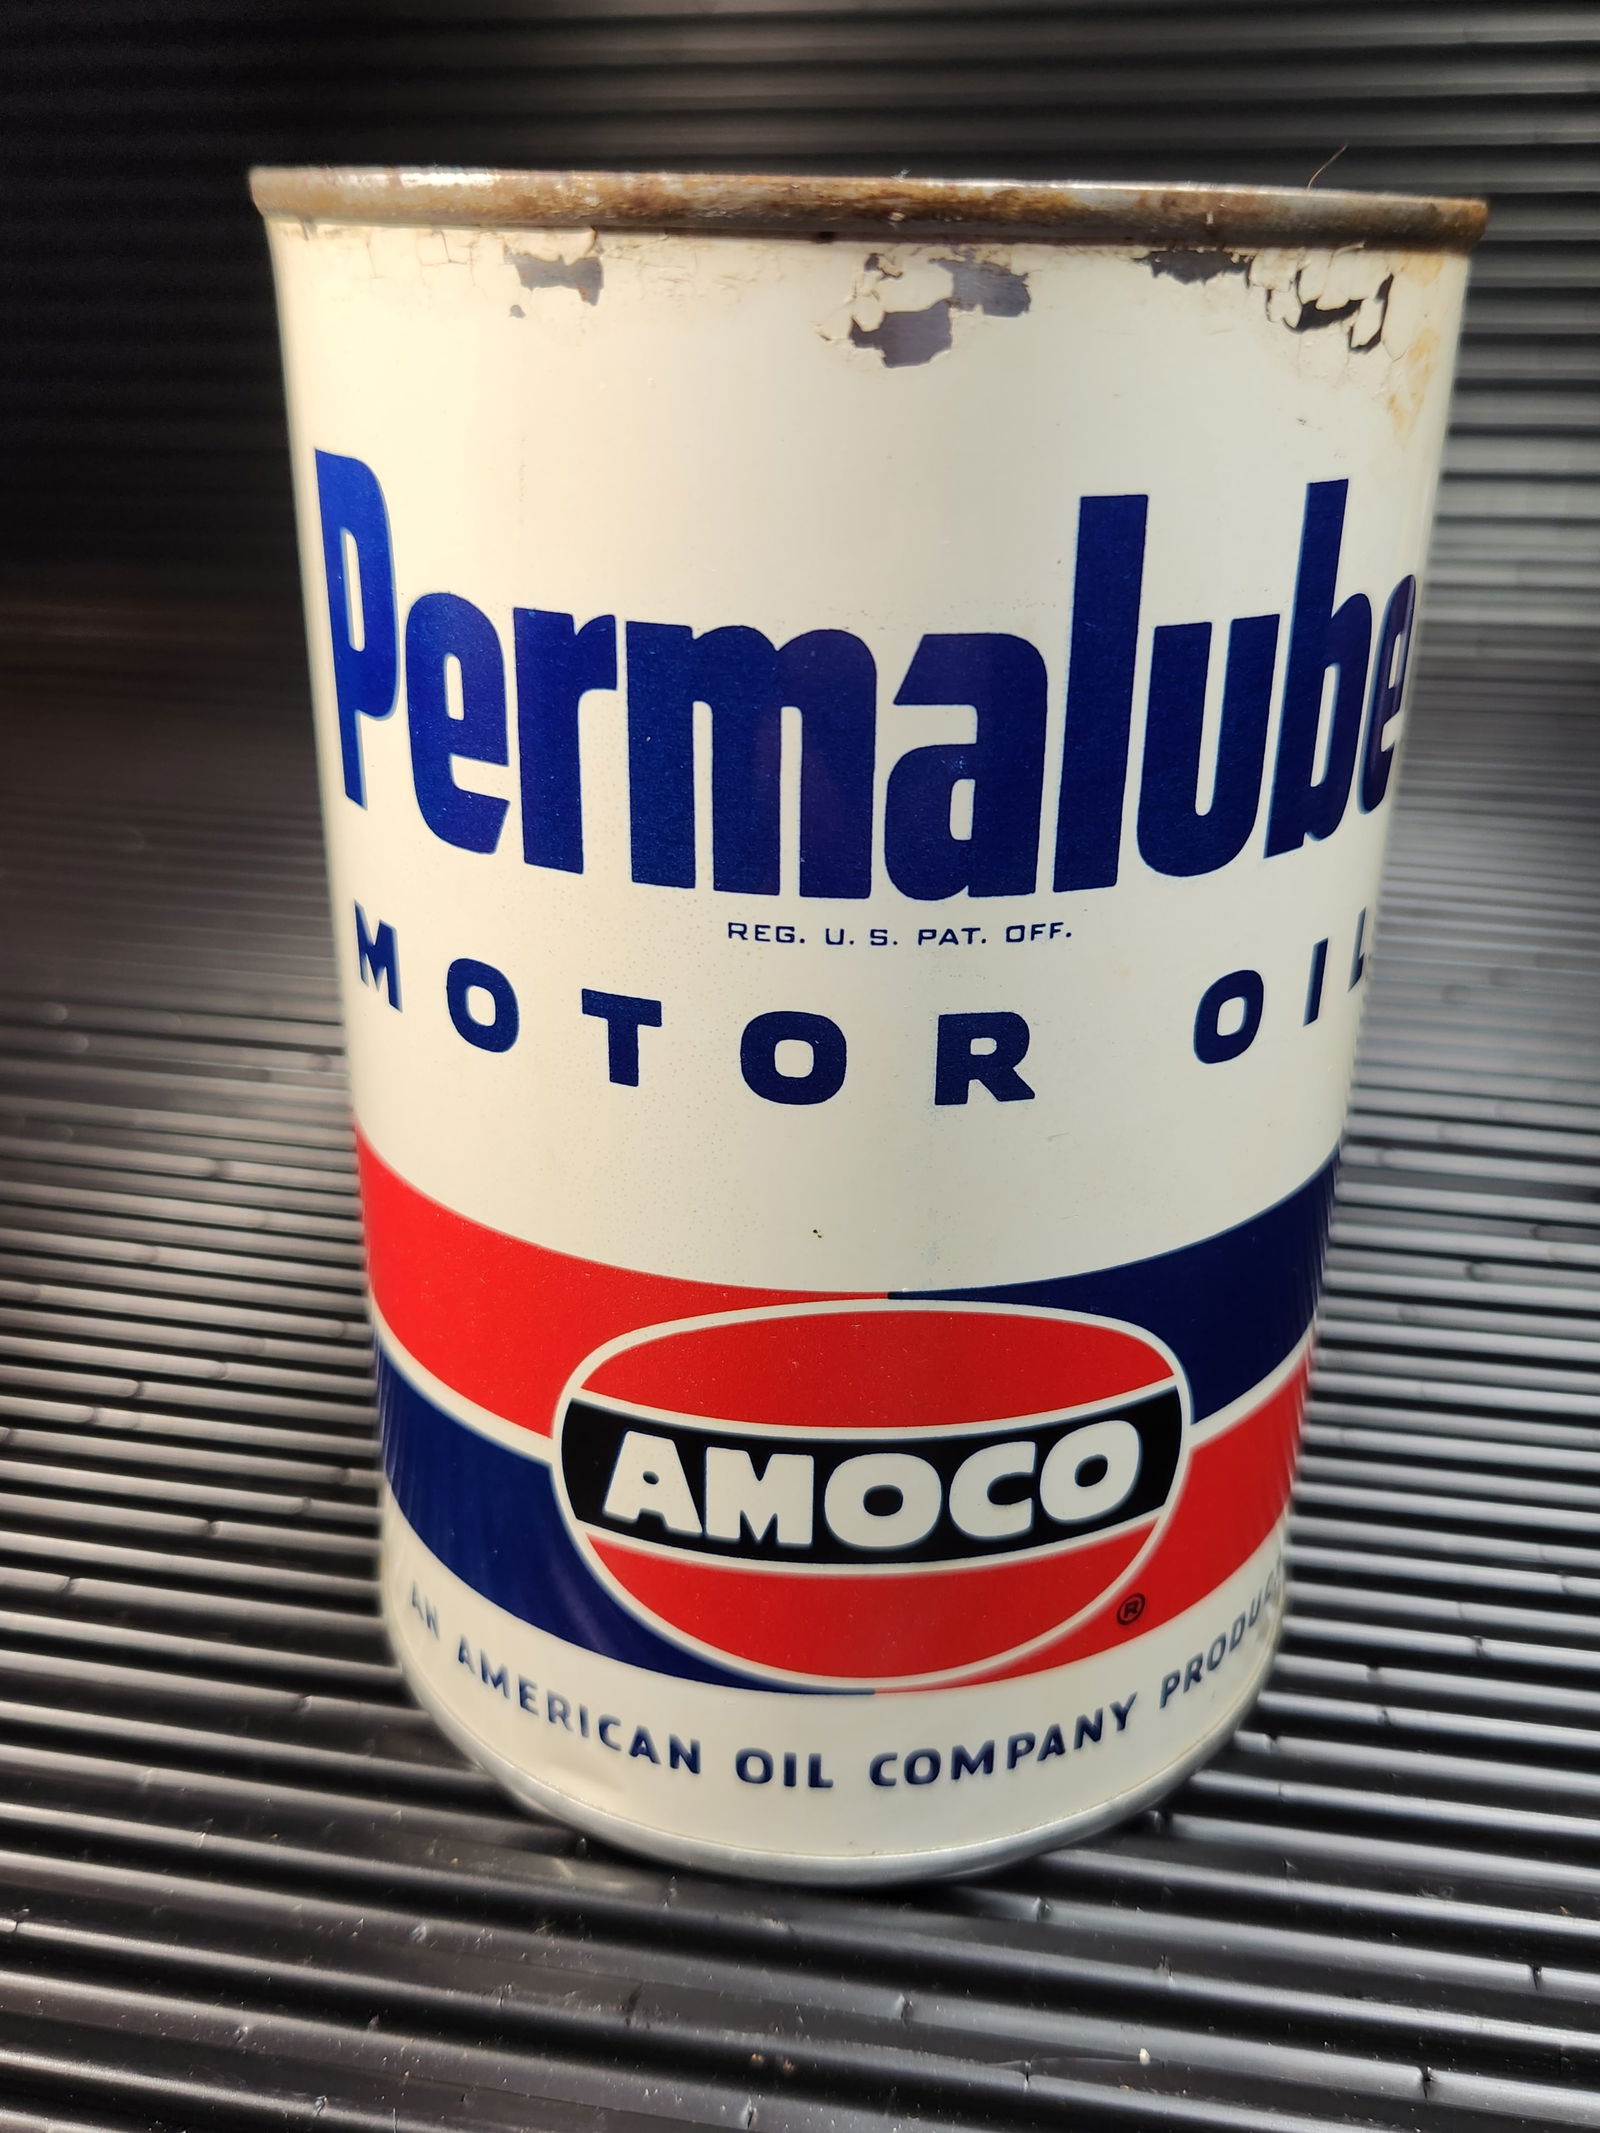 Permalube
REG. U. S. PAT. OFF.
MOTOR OIL
AMOCO
®
AN AMERICAN OIL COMPANY PRODUCT